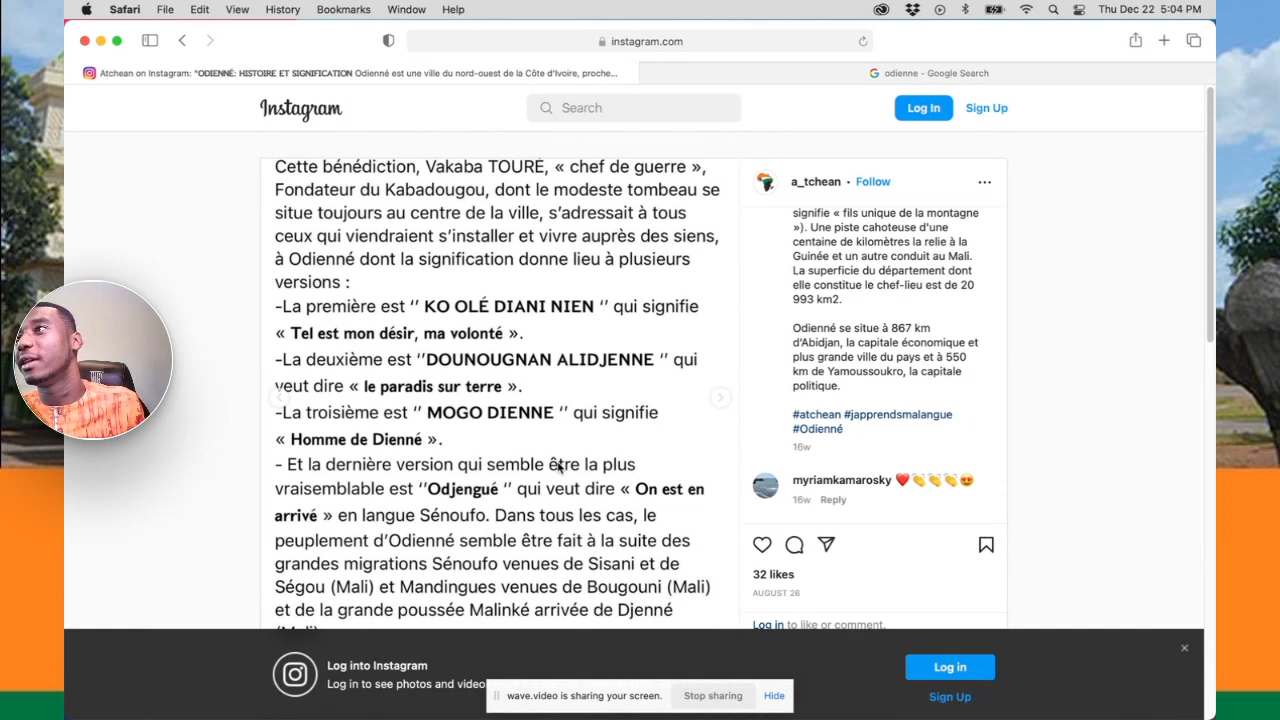 Safari File Edit View History Bookmarks Window Help Thu Dec 22 5:04 PM
instagram.com
Atchean on Instagram: "ODIENNÉ: HISTOIRE ET SIGNIFICATION Odienné est une ville du nord-ouest de la Côte d'Ivoire, proche...
odienne - Google Search
Instagram
Search
Log In Sign Up
Cette bénédiction, Vakaba TOURÉ, « chef de guerre »,
Fondateur du Kabadougou, dont le modeste tombeau se
situe toujours au centre de la ville, s'adressait à tous
ceux qui viendraient s'installer et vivre auprès des siens,
à Odienné dont la signification donne lieu à plusieurs
versions :
-La première est '' KO OLÉ DIANI NIEN '' qui signifie
« Tel est mon désir, ma volonté ».
-La deuxième est ''DOUNOUGNAN ALIDJENNE '' qui
veut dire « le paradis sur terre ».
-La troisième est '' MOGO DIENNE '' qui signifie
« Homme de Dienné ».
- Et la dernière version qui semble être la plus
vraisemblable est ''Odjengué '' qui veut dire « On est en
arrivé » en langue Sénoufo. Dans tous les cas, le
peuplement d'Odienné semble être fait à la suite des
grandes migrations Sénoufo venues de Sisani et de
Ségou (Mali) et Mandingues venues de Bougouni (Mali)
et de la grande poussée Malinké arrivée de Djenné
(Mali)
a_tchean • Follow
signifie « fils unique de la montagne
»). Une piste cahoteuse d'une
centaine de kilomètres la relie à la
Guinée et un autre conduit au Mali.
La superficie du département dont
elle constitue le chef-lieu est de 20
993 km2.
Odienné se situe à 867 km
d'Abidjan, la capitale économique et
plus grande ville du pays et à 550
km de Yamoussoukro, la capitale
politique.
#atchean #japprendsmalangue
#Odienné
16w
myriamkamarosky ❤️👏👏👏😍
16w Reply
32 likes
AUGUST 26
Log in to like or comment.
Log into Instagram
Log in to see photos and video
Log in
Sign Up
wave.video is sharing your screen. Stop sharing Hide